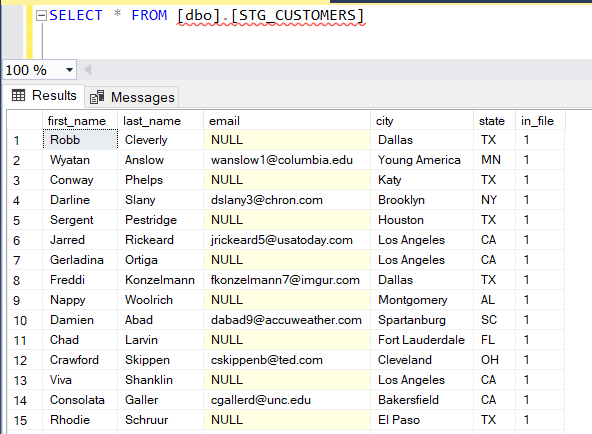 SELECT * FROM [dbo].[STG_CUSTOMERS]
100 %
Results Messages
first_name last_name email city state in_file
1 Robb Cleverly NULL Dallas TX 1
2 Wyatan Anslow wanslow1@columbia.edu Young America MN 1
3 Conway Phelps NULL Katy TX 1
4 Darline Slany dslany3@chron.com Brooklyn NY 1
5 Sergent Pestridge NULL Houston TX 1
6 Jarred Rickeard jrickeard5@usatoday.com Los Angeles CA 1
7 Gerladina Ortiga NULL Los Angeles CA 1
8 Freddi Konzelmann fkonzelmann7@imgur.com Dallas TX 1
9 Nappy Woolrich NULL Montgomery AL 1
10 Damien Abad dabad9@accuweather.com Spartanburg SC 1
11 Chad Larvin NULL Fort Lauderdale FL 1
12 Crawford Skippen cskippenb@ted.com Cleveland OH 1
13 Viva Shanklin NULL Los Angeles CA 1
14 Consolata Galler cgallerd@unc.edu Bakersfield CA 1
15 Rhodie Schruur NULL El Paso TX 1